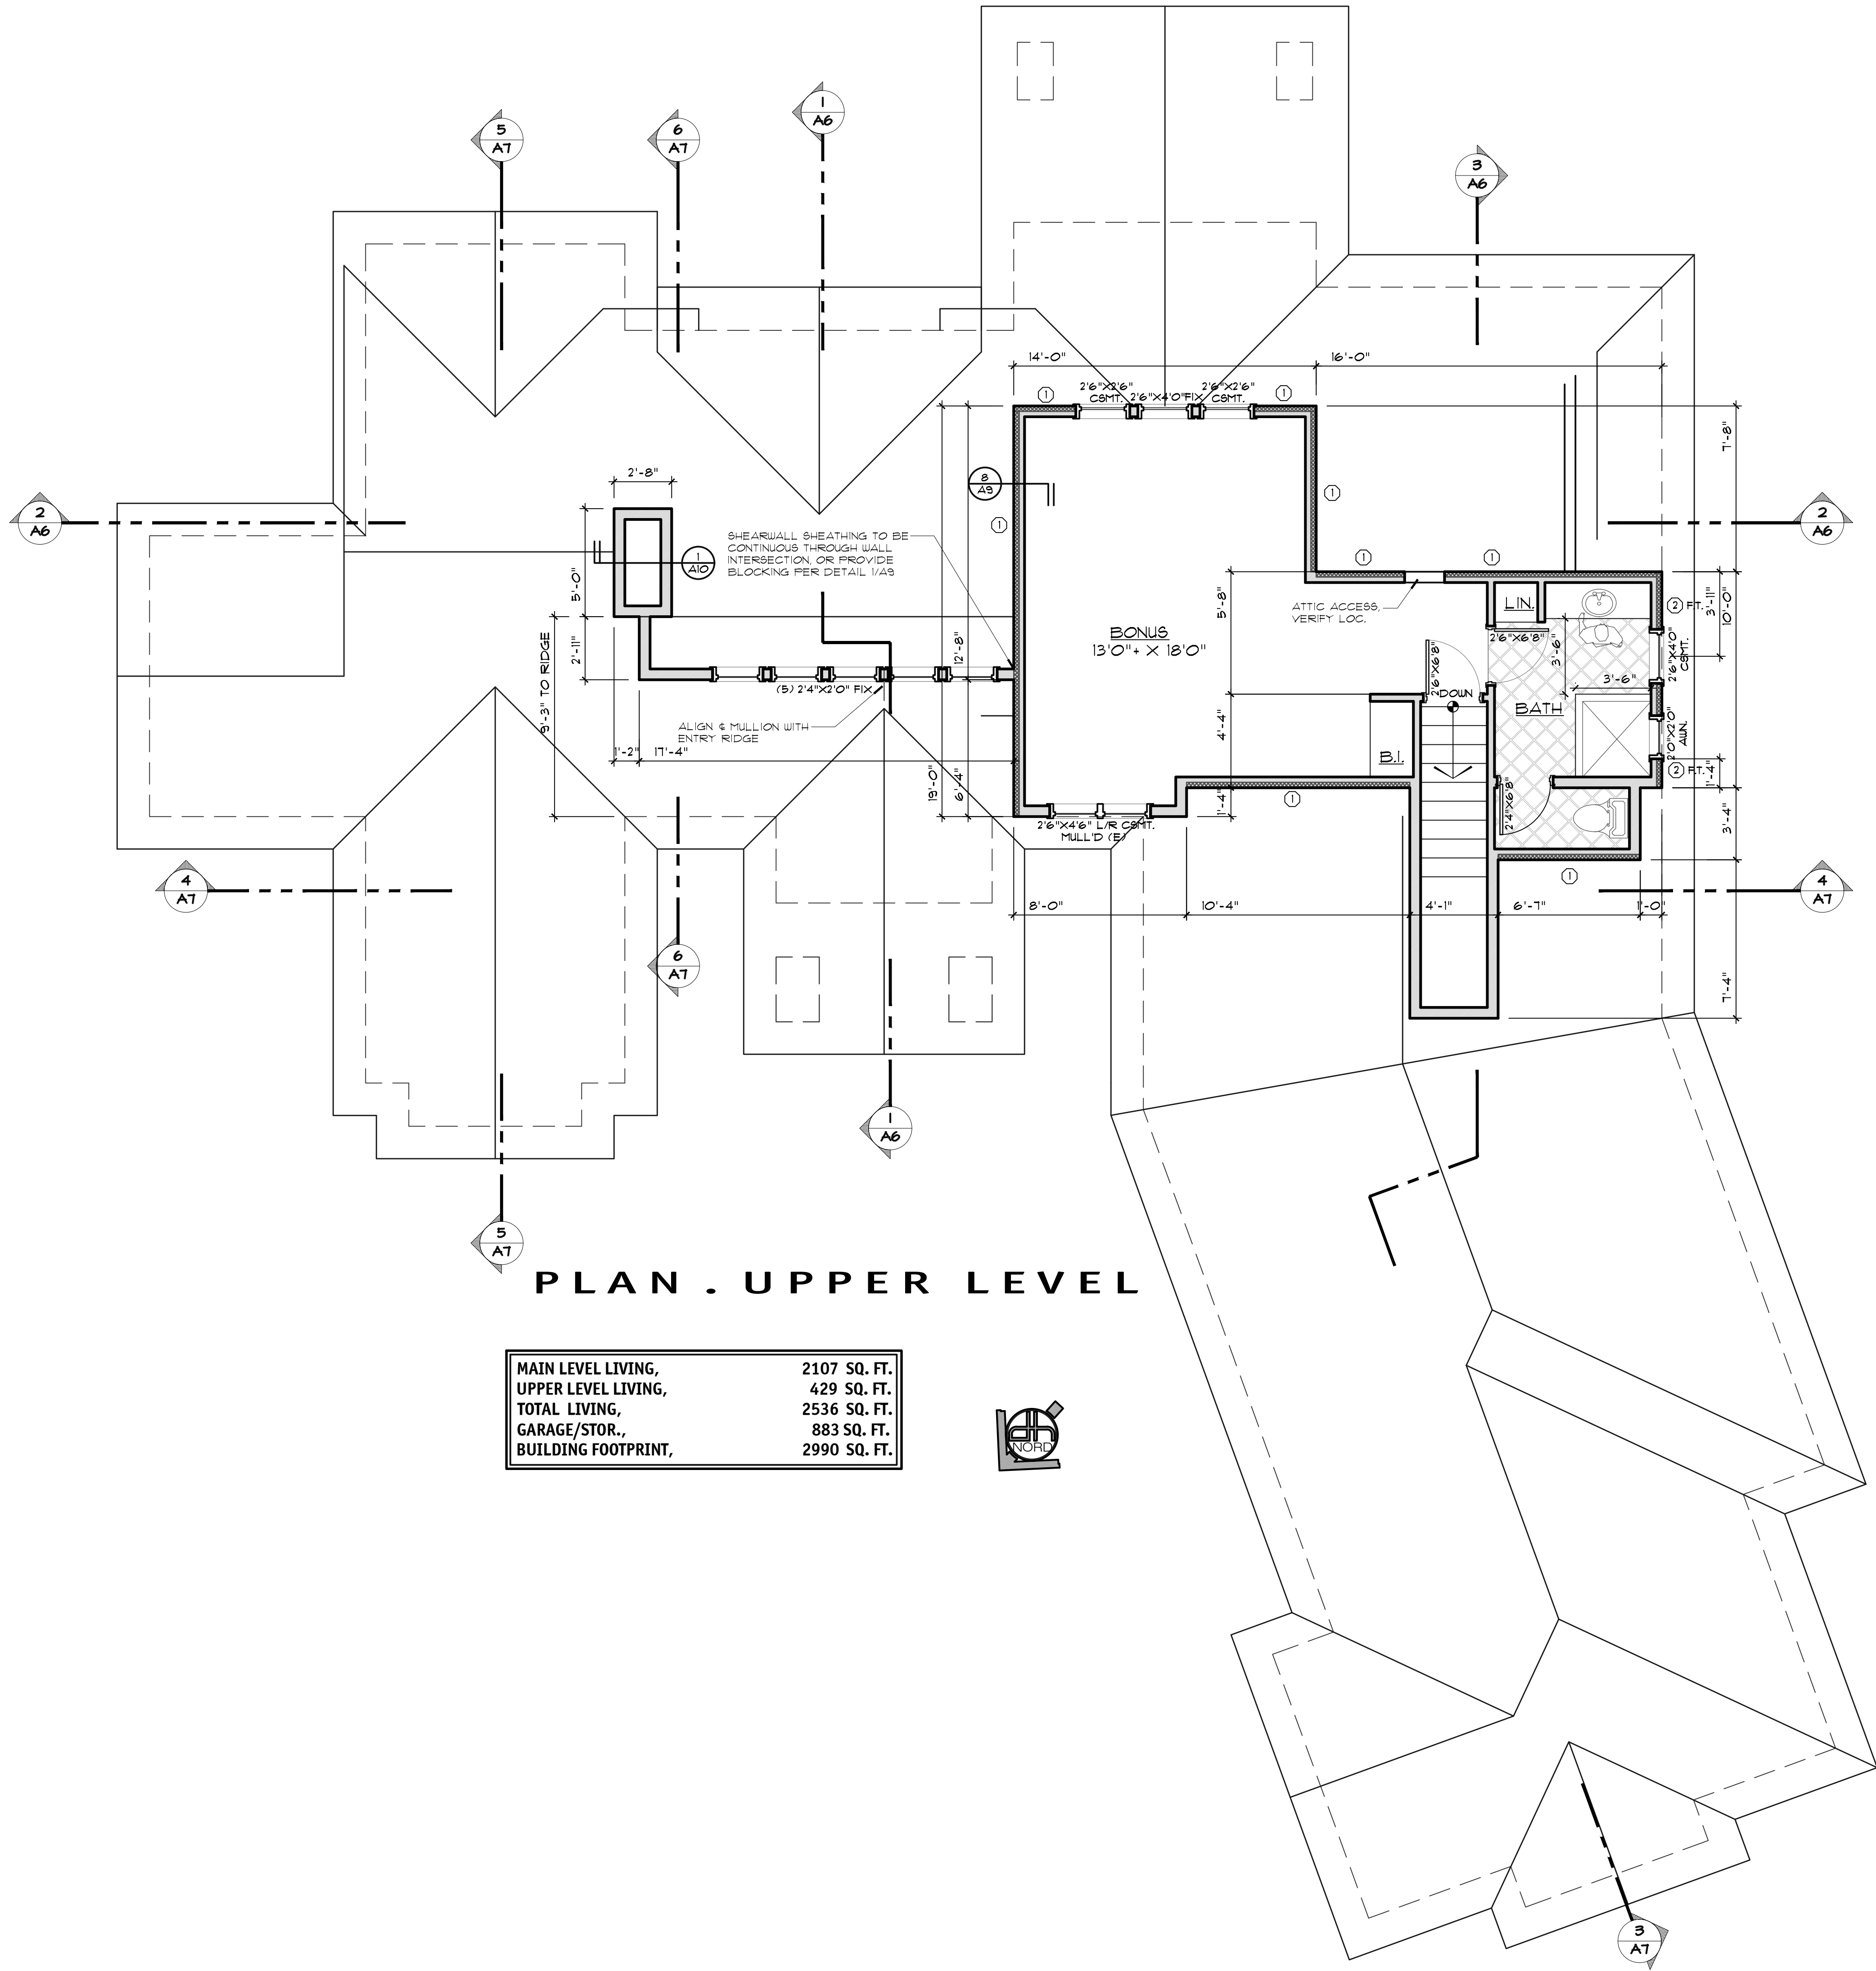 1
A6
5
A7
6
A7
3
A6
14'-0"
16'-0"
2'6"X2'6"
CSMT.
2'6"X4'0"FIX
2'6"X2'6"
CSMT.
1
1
7'-8"
2'-8"
8
A9
1
1
2
A6
2
A6
SHEARWALL SHEATHING TO BE
CONTINUOUS THROUGH WALL
INTERSECTION, OR PROVIDE
BLOCKING PER DETAIL 1/A9
1
A10
5'-0"
1
1
5'-8"
ATTIC ACCESS,
VERIFY LOC.
LIN.
2 F.T.
3'-11"
10'-0"
BONUS
13'0"+ X 18'0"
2'6"X6'8"
3'-6"
2'6"X4'0"
CSMT.
9'-3" TO RIDGE
2'-11"
12'-8"
2'6"X6'8"
3'-6"
(5) 2'4"X2'0" FIX
DOWN
BATH
ALIGN & MULLION WITH
ENTRY RIDGE
4'-4"
2'0"X2'0"
AWN.
1'-2"
17'-4"
B.I.
19'-0"
6'-4"
2 F.T.
1'-4"
1'-4"
1
2'4"X6'8"
2'6"X4'6" L/R CSMT.
MULL'D (E)
3'-4"
4
A7
1
4
A7
8'-0"
10'-4"
4'-1"
6'-7"
1'-0"
6
A7
7'-4"
1
A6
5
A7
PLAN . UPPER LEVEL
MAIN LEVEL LIVING, 2107 SQ. FT.
UPPER LEVEL LIVING, 429 SQ. FT.
TOTAL LIVING, 2536 SQ. FT.
GARAGE/STOR., 883 SQ. FT.
BUILDING FOOTPRINT, 2990 SQ. FT.
NORD
3
A7